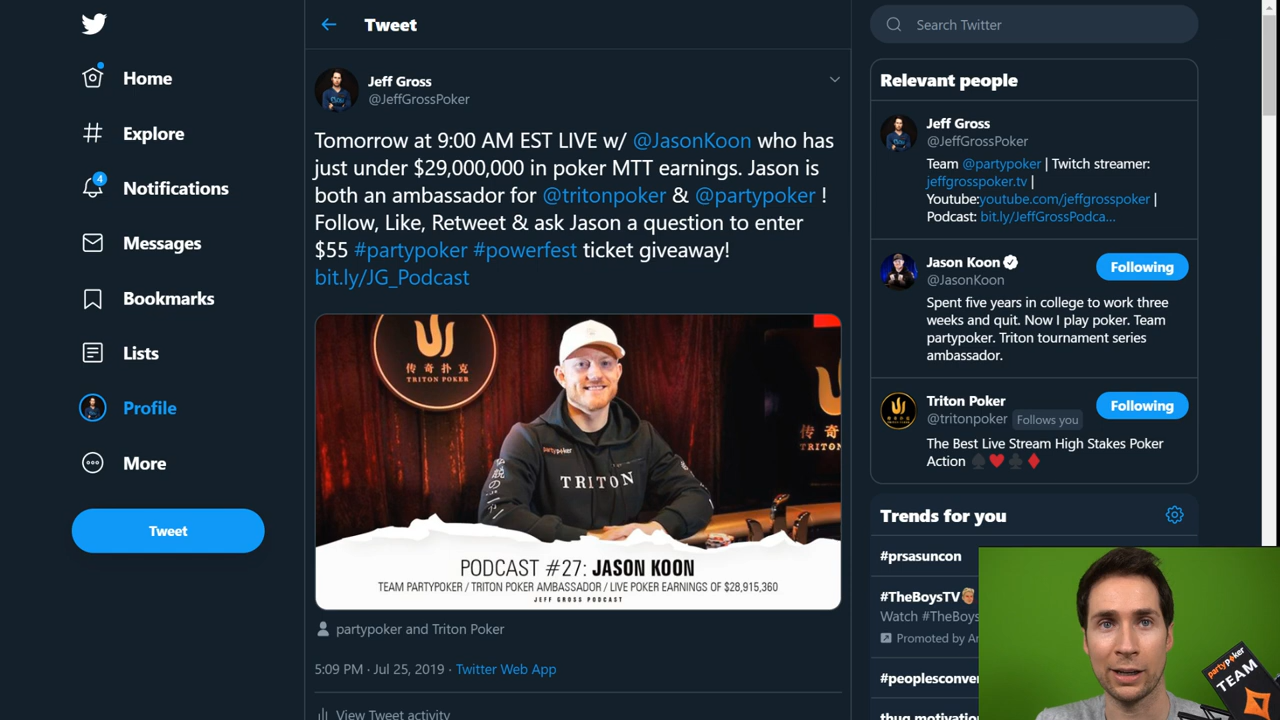 Home
Explore
4
Notifications
Messages
Bookmarks
Lists
Profile
More
Tweet
Tweet
Jeff Gross
@JeffGrossPoker
Tomorrow at 9:00 AM EST LIVE w/ @JasonKoon who has
just under $29,000,000 in poker MTT earnings. Jason is
both an ambassador for @tritonpoker & @partypoker !
Follow, Like, Retweet & ask Jason a question to enter
$55 #partypoker #powerfest ticket giveaway!
bit.ly/JG_Podcast
传奇扑克
TRITON POKER
partypoker
TRITON
传奇
TRITON
PODCAST #27: JASON KOON
TEAM PARTYPOKER / TRITON POKER AMBASSADOR / LIVE POKER EARNINGS OF $28,915,360
JEFF GROSS PODCAST
partypoker and Triton Poker
5:09 PM · Jul 25, 2019 · Twitter Web App
View Tweet activity
Search Twitter
Relevant people
Jeff Gross
@JeffGrossPoker
Team @partypoker | Twitch streamer:
jeffgrosspoker.tv |
Youtube:youtube.com/jeffgrosspoker |
Podcast: bit.ly/JeffGrossPodca...
Jason Koon
@JasonKoon
Following
Spent five years in college to work three
weeks and quit. Now I play poker. Team
partypoker. Triton tournament series
ambassador.
Triton Poker
@tritonpoker Follows you
Following
The Best Live Stream High Stakes Poker
Action ♠️♥️♣️♦️
Trends for you
#prsasuncon
#TheBoysTV
Watch #TheBoys
Promoted by Am
#peoplesconven
thug motivation
partypoker
TEAM